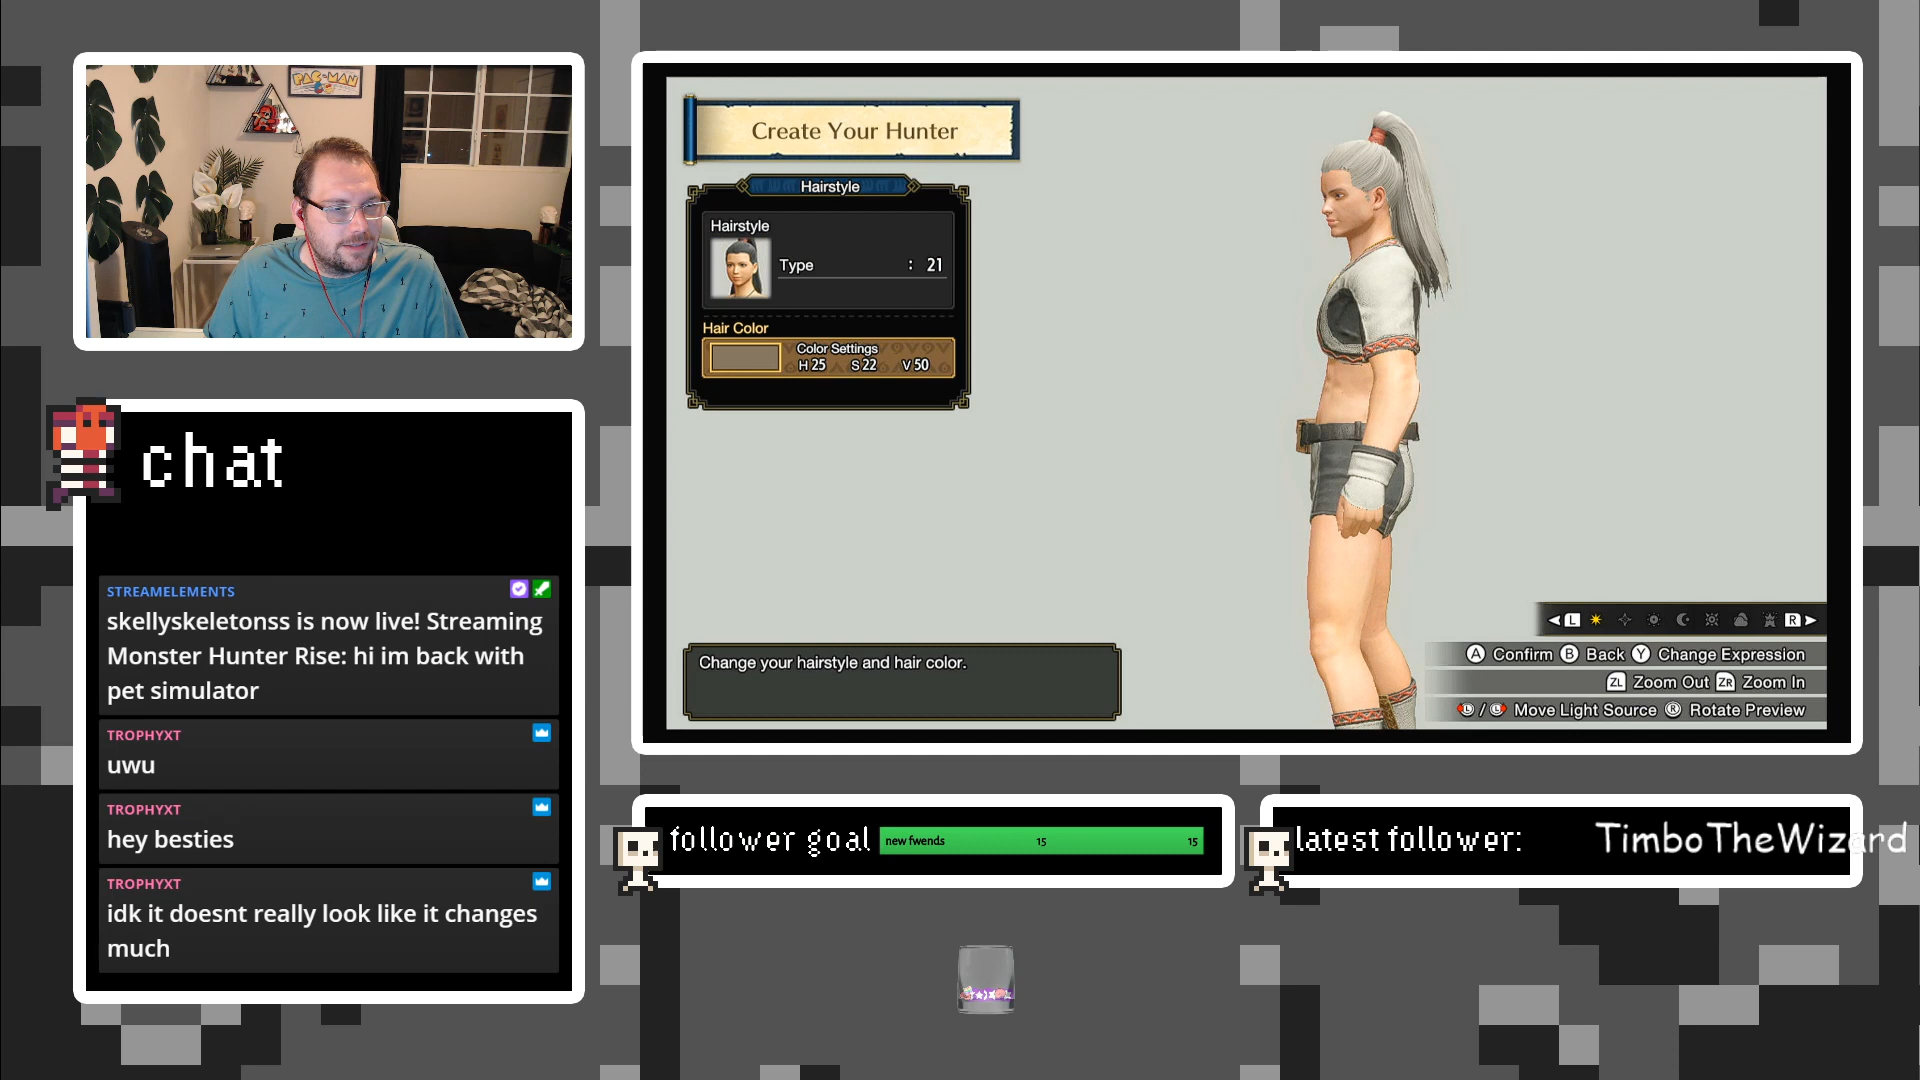 PAC-MAN
Create Your Hunter
Hairstyle
Hairstyle
Type : 21
Hair Color
Color Settings
H 25 S 22 V 50
Change your hairstyle and hair color.
L R
A Confirm B Back Y Change Expression
ZL Zoom Out ZR Zoom In
L / L Move Light Source R Rotate Preview
chat
STREAMELEMENTS
skellyskeletonss is now live! Streaming
Monster Hunter Rise: hi im back with
pet simulator
TROPHYXT
uwu
TROPHYXT
hey besties
TROPHYXT
idk it doesnt really look like it changes
much
follower goal new fwends 15 15
latest follower: TimboTheWizard